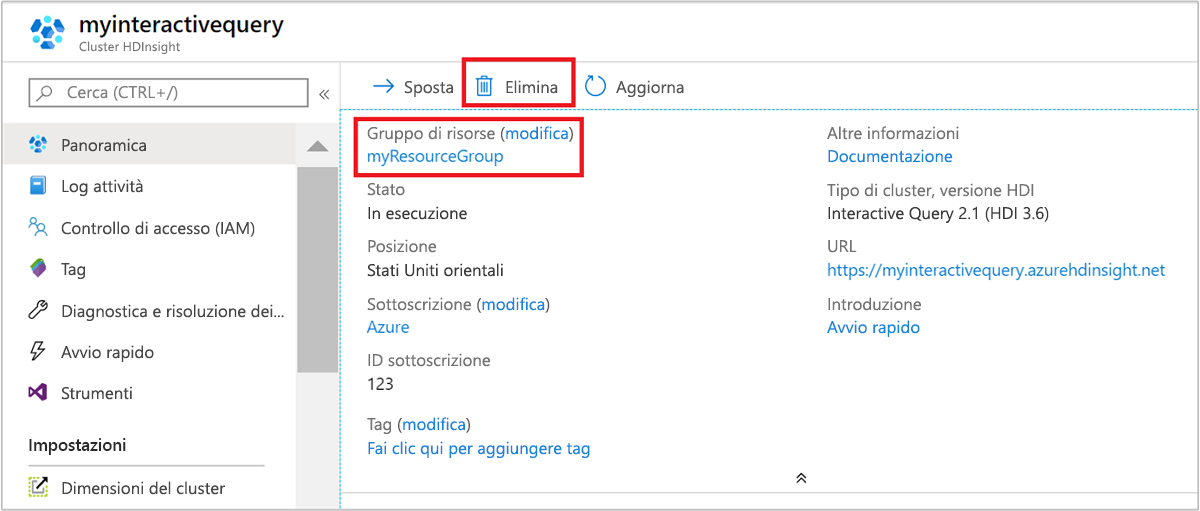 myinteractivequery
Cluster HDInsight
Cerca (CTRL+/)
Panoramica
Log attività
Controllo di accesso (IAM)
Tag
Diagnostica e risoluzione dei...
Avvio rapido
Strumenti
Impostazioni
Dimensioni del cluster
Sposta
Elimina
Aggiorna
Gruppo di risorse (modifica)
myResourceGroup
Stato
In esecuzione
Posizione
Stati Uniti orientali
Sottoscrizione (modifica)
Azure
ID sottoscrizione
123
Tag (modifica)
Fai clic qui per aggiungere tag
Altre informazioni
Documentazione
Tipo di cluster, versione HDI
Interactive Query 2.1 (HDI 3.6)
URL
https://myinteractivequery.azurehdinsight.net
Introduzione
Avvio rapido